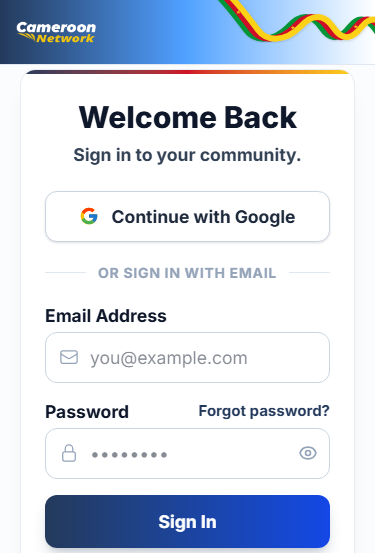 Cameroon
Network
Welcome Back
Sign in to your community.
Continue with Google
OR SIGN IN WITH EMAIL
Email Address
you@example.com
Password Forgot password?
••••••••
Sign In